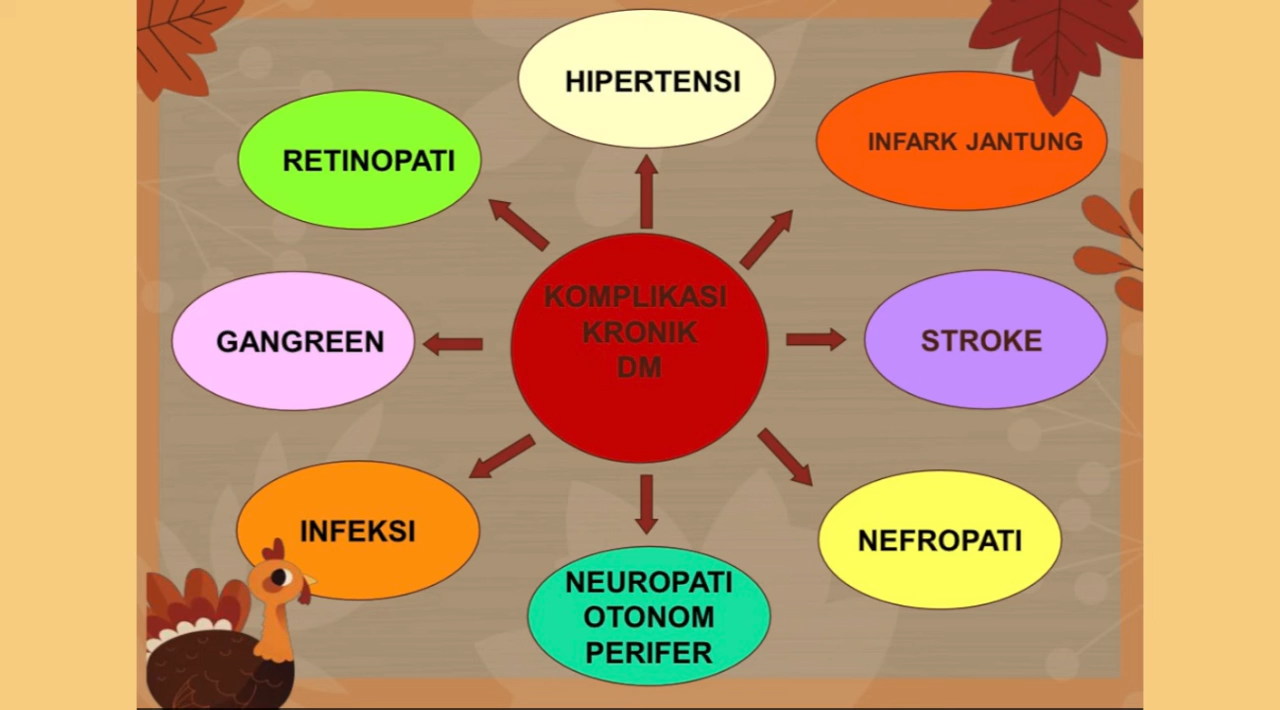 HIPERTENSI
INFARK JANTUNG
RETINOPATI
KOMPLIKASI
KRONIK
DM
GANGREEN
STROKE
INFEKSI
NEFROPATI
NEUROPATI
OTONOM
PERIFER